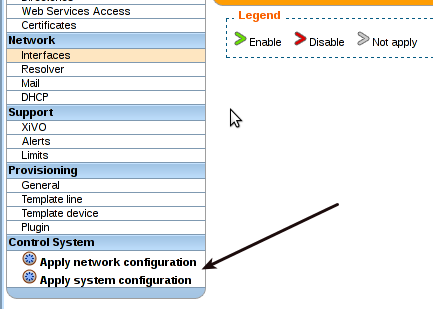 Web Services Access
Certificates
Network
Interfaces
Resolver
Mail
DHCP
Support
XiVO
Alerts
Limits
Provisioning
General
Template line
Template device
Plugin
Control System
Apply network configuration
Apply system configuration
Legend
Enable Disable Not apply